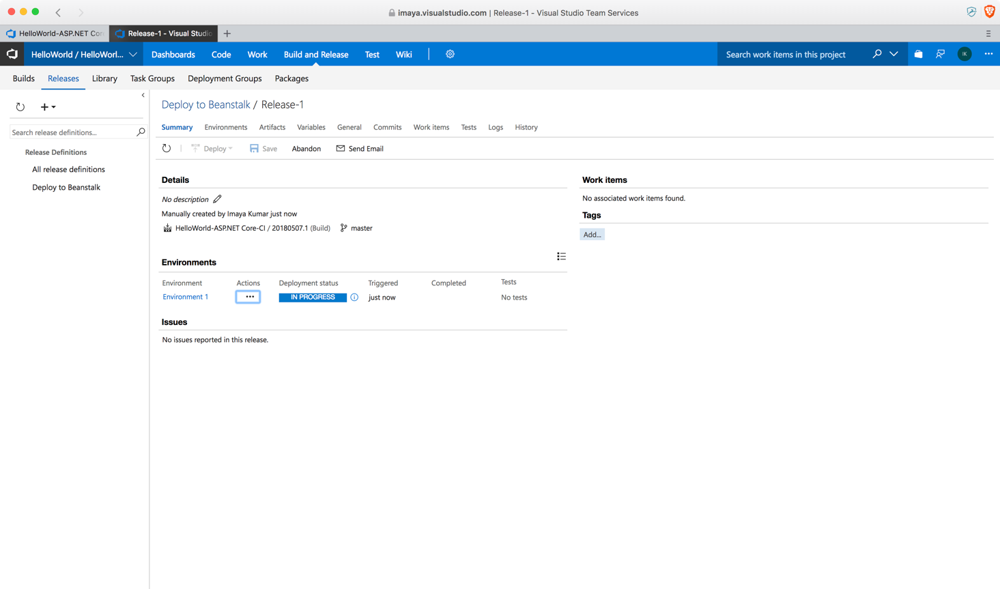 imaya.visualstudio.com | Release-1 - Visual Studio Team Services
HelloWorld-ASP.NET Cor
Release-1 - Visual Studio
HelloWorld / HelloWorl...
Dashboards
Code
Work
Build and Release
Test
Wiki
Search work items in this project
IK
Builds
Releases
Library
Task Groups
Deployment Groups
Packages
Search release definitions...
Release Definitions
All release definitions
Deploy to Beanstalk
Deploy to Beanstalk / Release-1
Summary
Environments
Artifacts
Variables
General
Commits
Work items
Tests
Logs
History
Deploy
Save
Abandon
Send Email
Details
No description
Manually created by Imaya Kumar just now
HelloWorld-ASP.NET Core-CI / 20180507.1 (Build)
master
Environments
Environment
Actions
Deployment status
Triggered
Completed
Tests
Environment 1
IN PROGRESS
just now
No tests
Issues
No issues reported in this release.
Work items
No associated work items found.
Tags
Add...